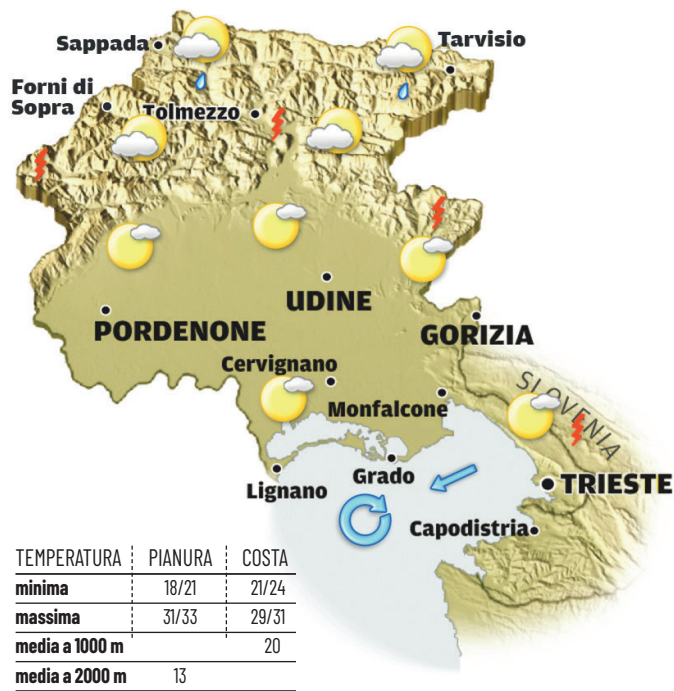 Sappada
Tarvisio
Forni di
Sopra
Tolmezzo
UDINE
PORDENONE
GORIZIA
Cervignano
SLOVENIA
Monfalcone
Grado
TRIESTE
Lignano
Capodistria
TEMPERATURA PIANURA COSTA
minima 18/21 21/24
massima 31/33 29/31
media a 1000 m 20
media a 2000 m 13